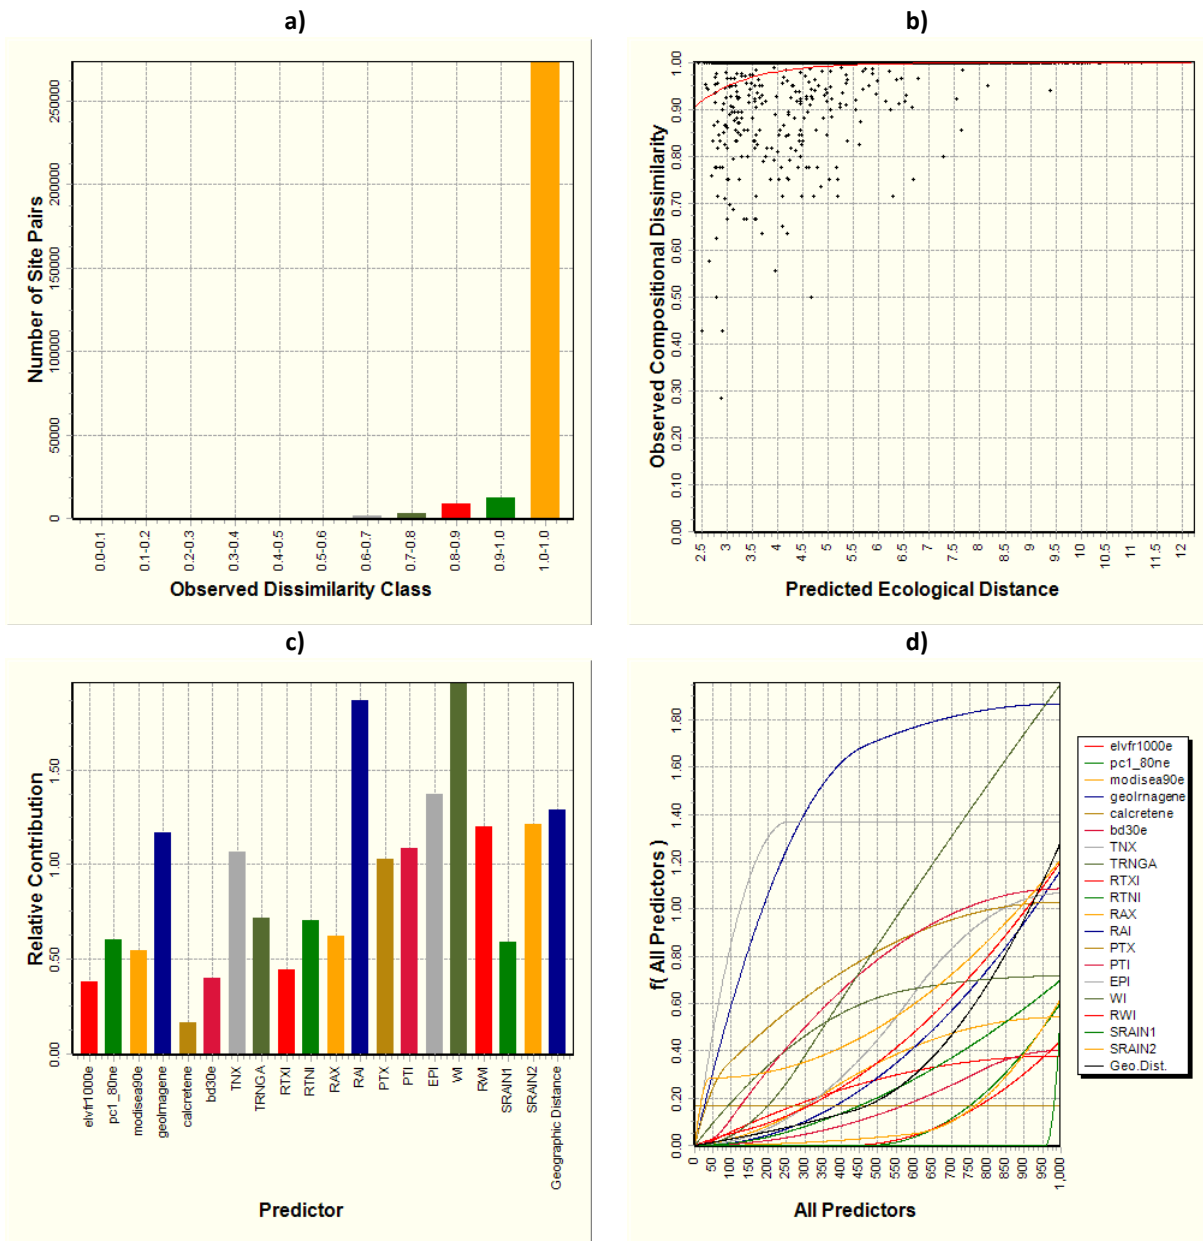 a)
Number of Site Pairs
250000
200000
150000
100000
50000
0
0.0-0.1
0.1-0.2
0.2-0.3
0.3-0.4
0.4-0.5
0.5-0.6
0.6-0.7
0.7-0.8
0.8-0.9
0.9-1.0
1.0-1.0
Observed Dissimilarity Class
b)
Observed Compositional Dissimilarity
1.00
0.90
0.80
0.70
0.60
0.50
0.40
0.30
0.20
0.10
0.00
2.5
3
3.5
4
4.5
5
5.5
6
6.5
7
7.5
8
8.5
9
9.5
10
10.5
11
11.5
12
Predicted Ecological Distance
c)
Relative Contribution
1.50
1.00
0.50
0.00
elvfr1000e
pc1_80ne
modisea90e
geolmagene
calcretene
bd30e
TNX
TRNGA
RTXI
RTNI
RAX
RAI
PTX
PTI
EPI
WI
RWI
SRAIN1
SRAIN2
Geographic Distance
Predictor
d)
f( All Predictors )
1.80
1.60
1.40
1.20
1.00
0.80
0.60
0.40
0.20
0.00
0
50
100
150
200
250
300
350
400
450
500
550
600
650
700
750
800
850
900
950
1,000
All Predictors
elvfr1000e
pc1_80ne
modisea90e
geolrnagene
calcretene
bd30e
TNX
TRNGA
RTXI
RTNI
RAX
RAI
PTX
PTI
EPI
WI
RWI
SRAIN1
SRAIN2
Geo.Dist.